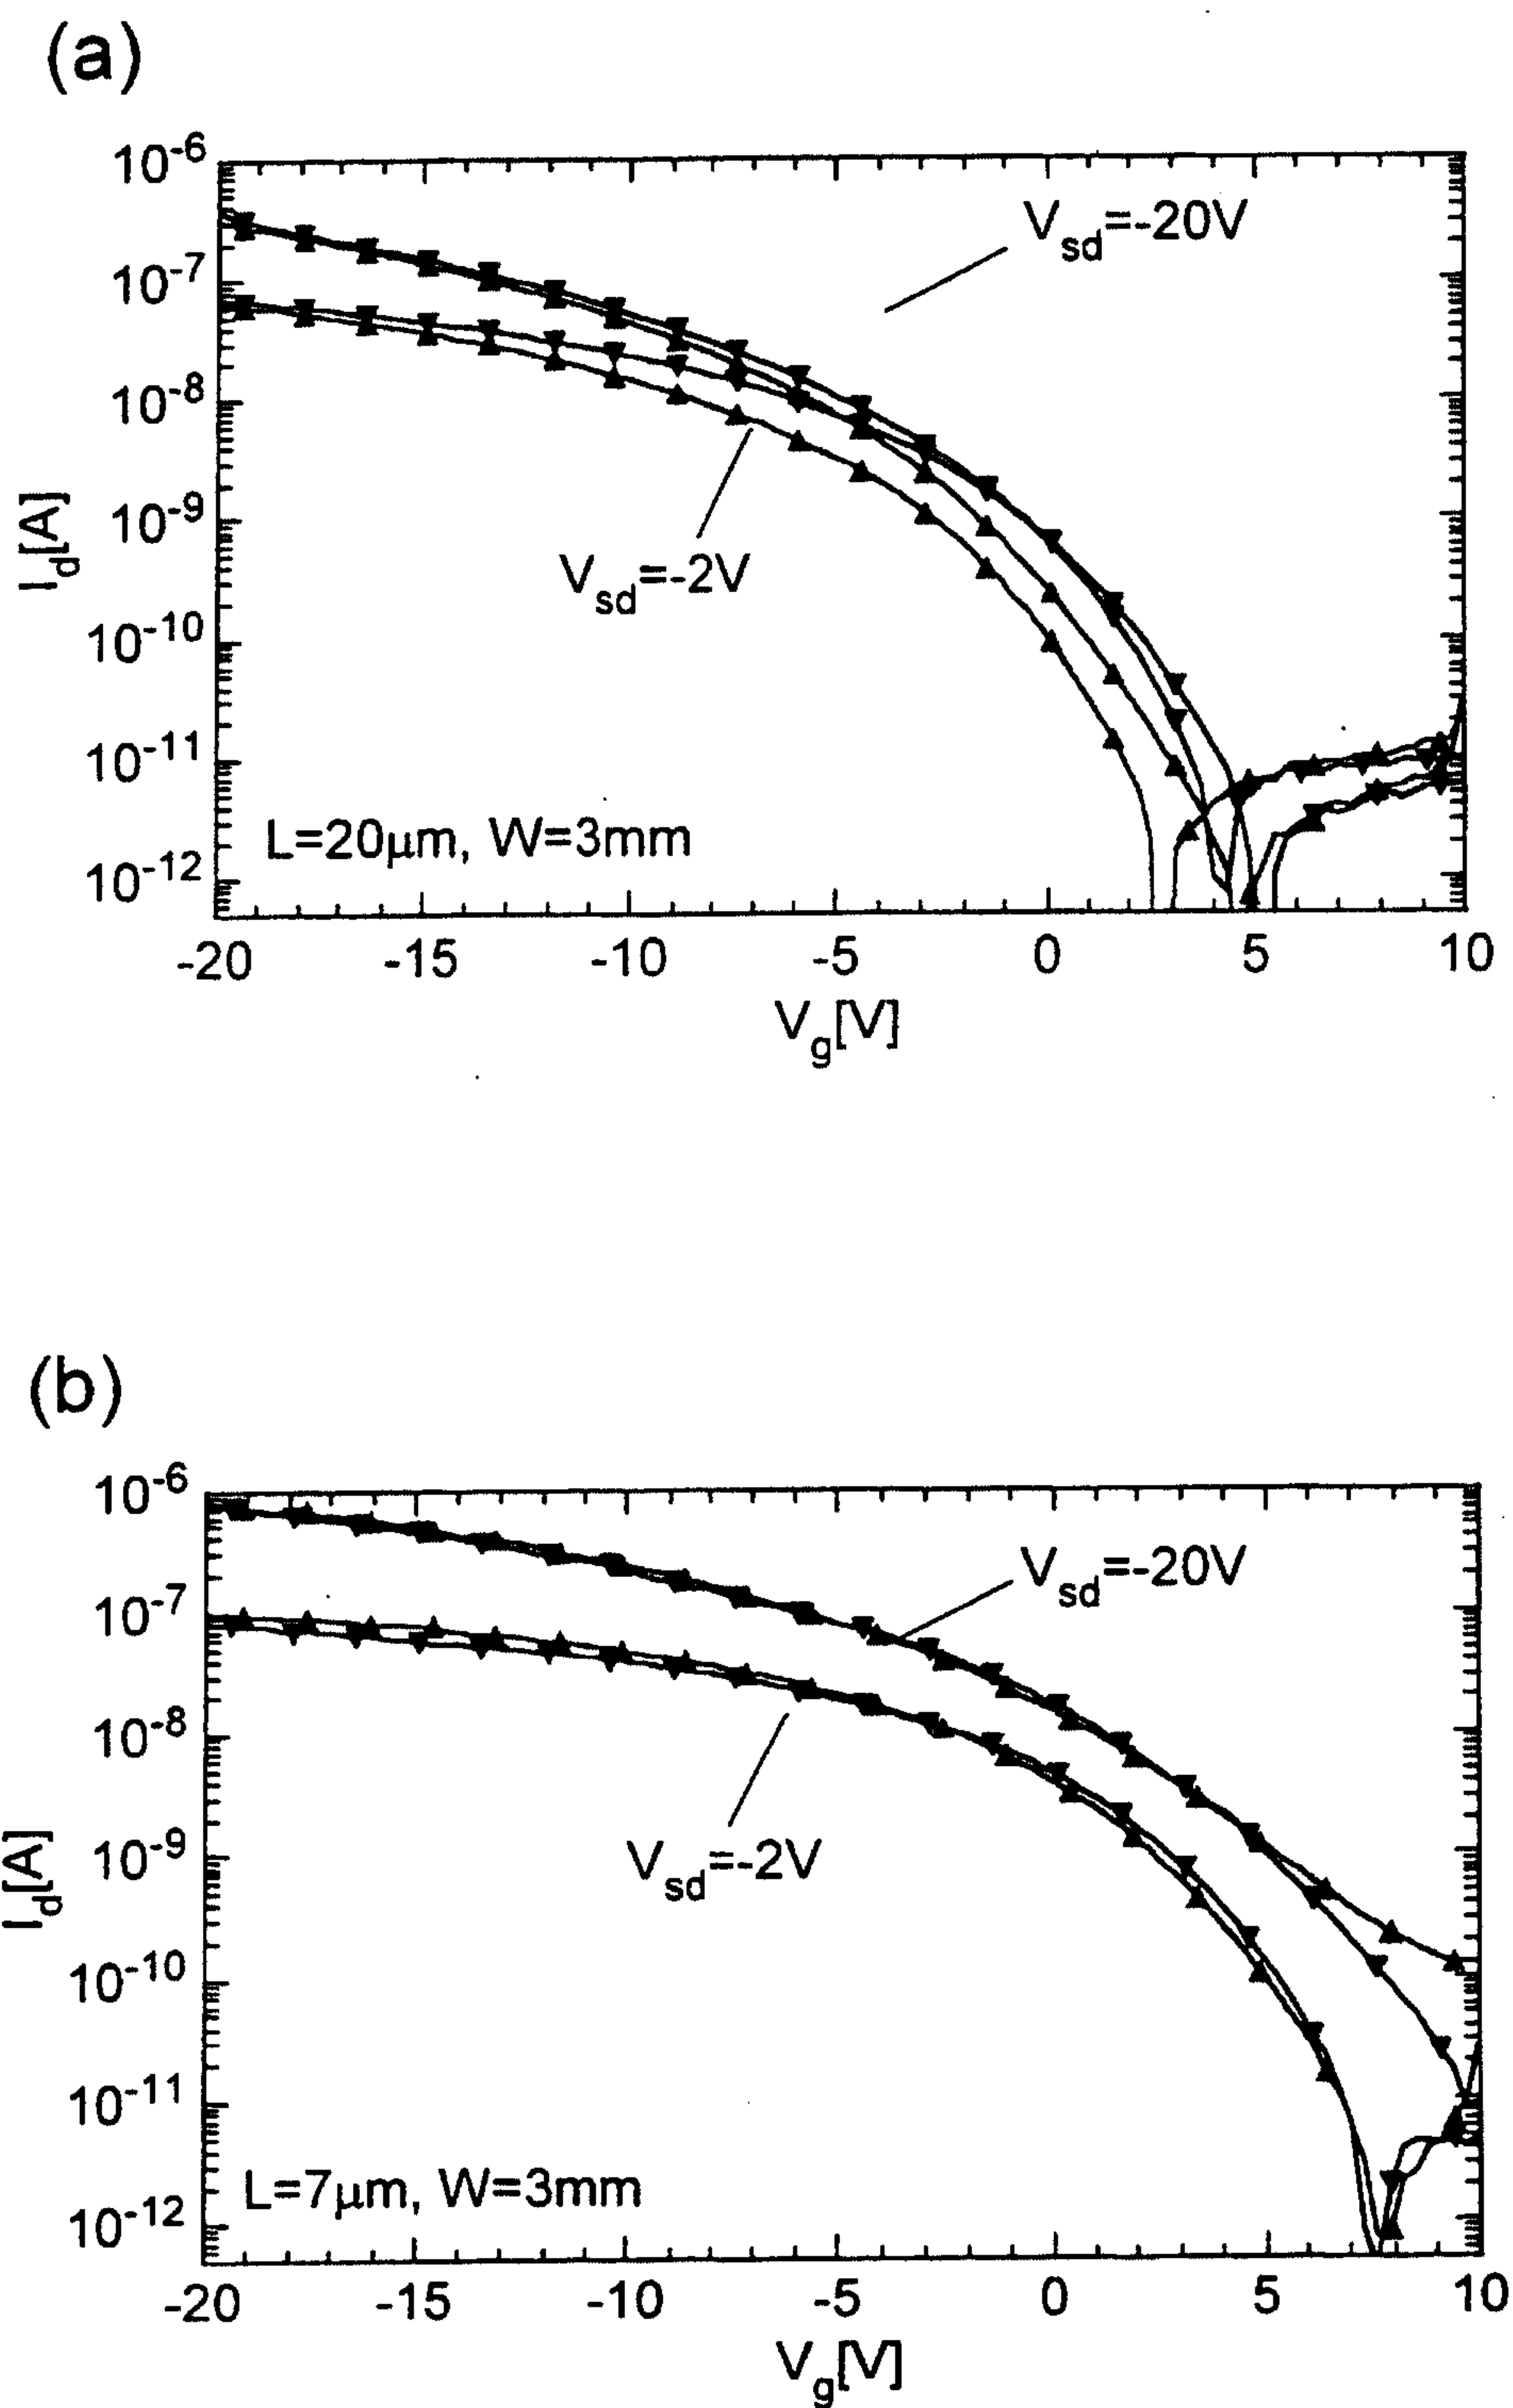 (a)
10-6
10-7
10-8
10-9
10-10
10-11
10-12
Id[A]
Vsd=-20V
Vsd=-2V
L=20μm, W=3mm
-20 -15 -10 -5 0 5 10
Vg[V]
(b)
10-6
10-7
10-8
10-9
10-10
10-11
10-12
Id[A]
Vsd=-20V
Vsd=-2V
L=7μm, W=3mm
-20 -15 -10 -5 0 5 10
Vg[V]